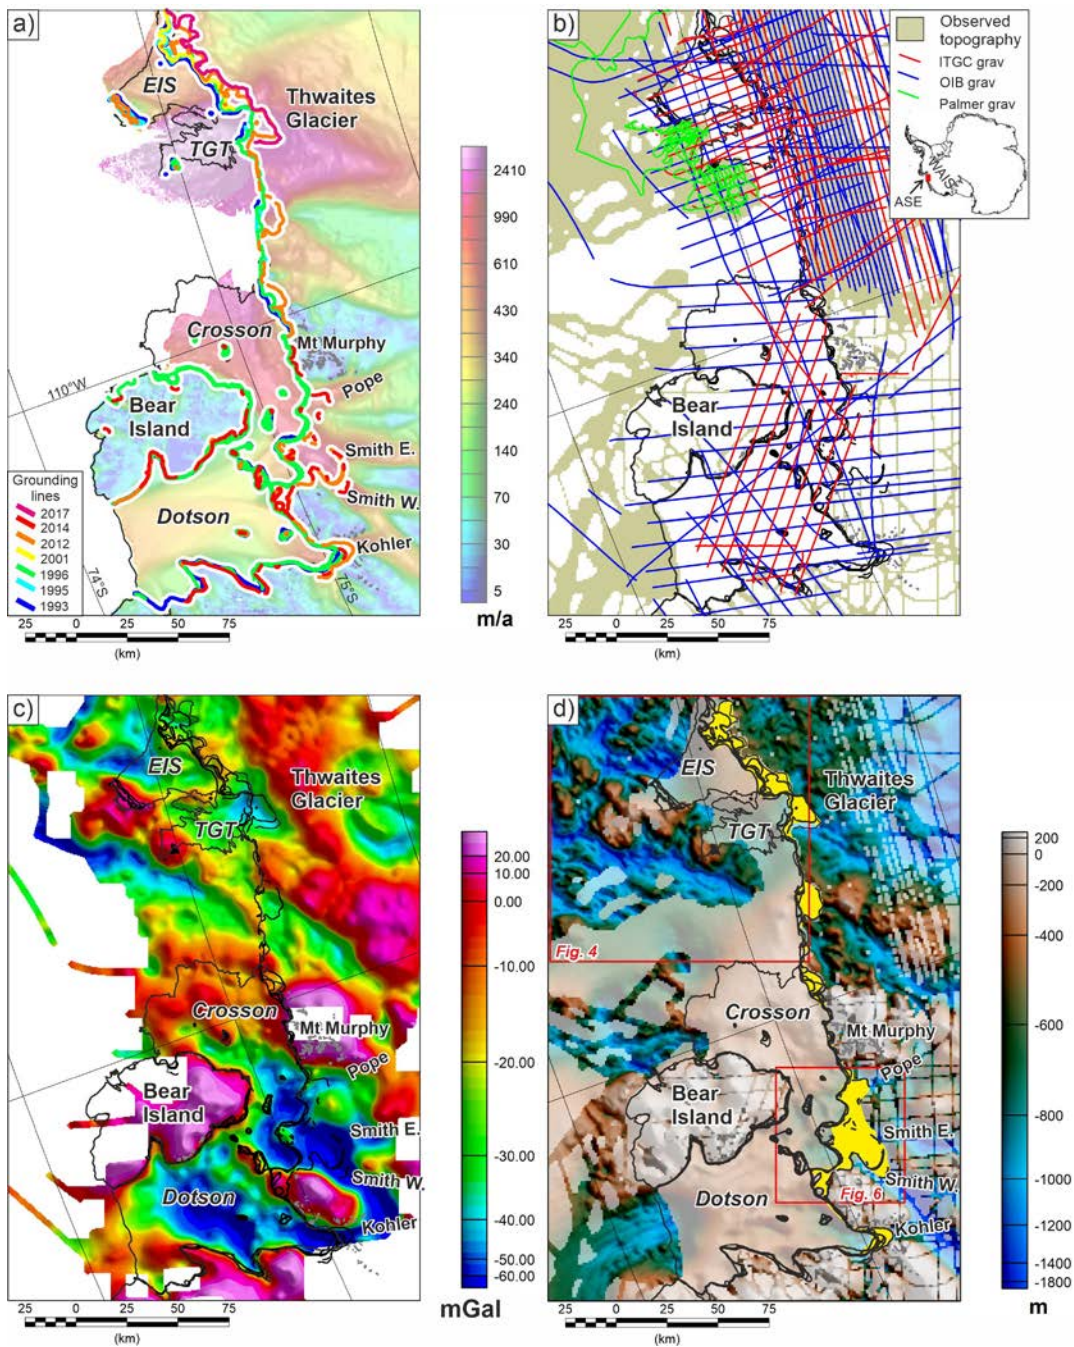 a)
EIS
Thwaites
Glacier
TGT
Crosson
Mt Murphy
110°W
Pope
Bear
Island
Smith E.
Smith W.
Dotson
Kohler
74°S
75°S
Grounding
lines
2017
2014
2012
2001
1996
1995
1993
2410
990
610
430
340
240
140
70
30
5
m/a
25 0 25 50 75
(km)
b)
Observed
topography
ITGC grav
OIB grav
Palmer grav
WAIS
ASE
Bear
Island
25 0 25 50 75
(km)
c)
EIS
Thwaites
Glacier
TGT
Crosson
Mt Murphy
Pope
Bear
Island
Smith E.
Smith W.
Dotson
Kohler
20.00
10.00
0.00
-10.00
-20.00
-30.00
-40.00
-50.00
-60.00
mGal
25 0 25 50 75
(km)
d)
EIS
Thwaites
Glacier
TGT
Fig. 4
Crosson
Mt Murphy
Pope
Bear
Island
Smith E.
Smith W.
Fig. 6
Dotson
Kohler
200
0
-200
-400
-600
-800
-1000
-1200
-1400
-1800
m
25 0 25 50 75
(km)